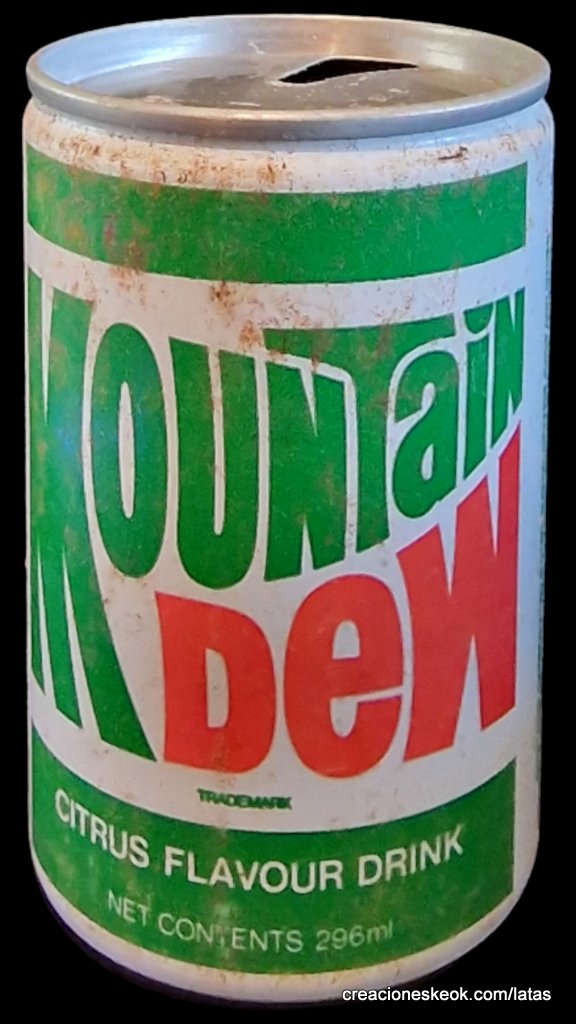 MOUNTAIN
DEW
TRADEMARK
CITRUS FLAVOUR DRINK
NET CONTENTS 296ml
creacioneskeok.com/latas